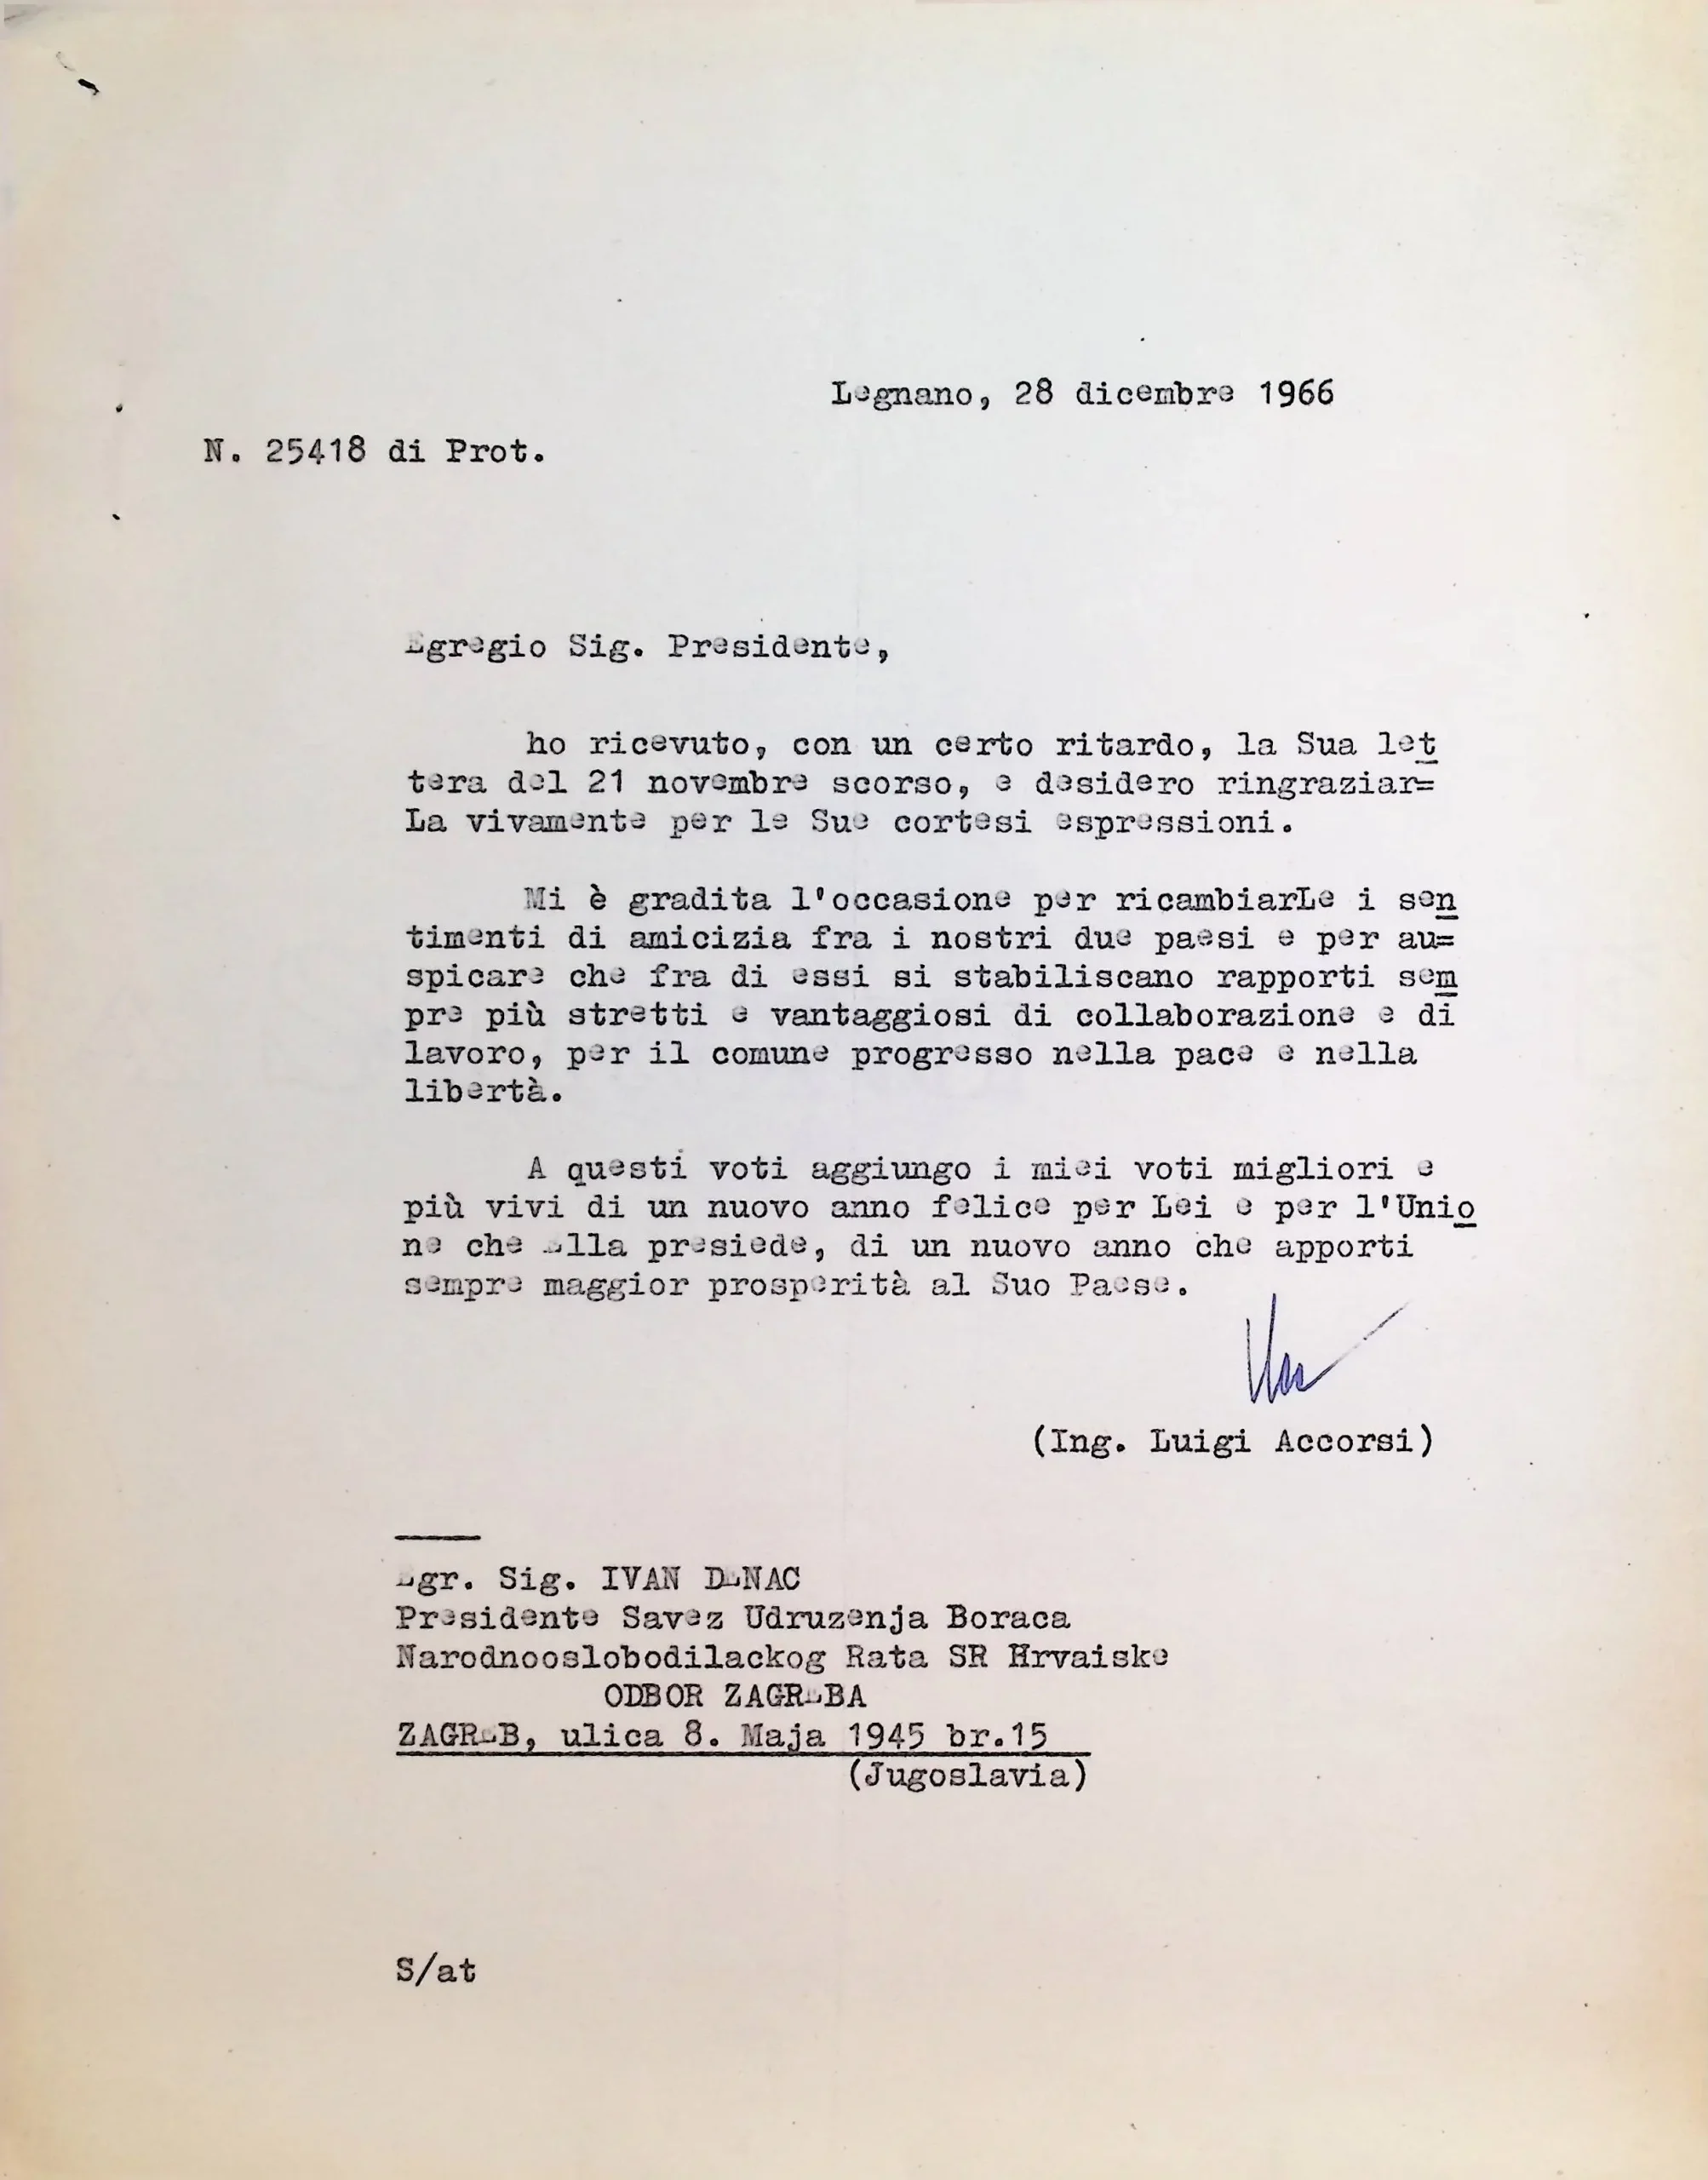 Legnano, 28 dicembre 1966
N. 25418 di Prot.
Egregio Sig. Presidente,
ho ricevuto, con un certo ritardo, la Sua let
tera del 21 novembre scorso, e desidero ringraziar=
La vivamente per le Sue cortesi espressioni.
Mi è gradita l'occasione per ricambiarLe i sen
timenti di amicizia fra i nostri due paesi e per au=
spicare che fra di essi si stabiliscano rapporti sem
pre più stretti e vantaggiosi di collaborazione e di
lavoro, per il comune progresso nella pace e nella
libertà.
A questi voti aggiungo i miei voti migliori e
più vivi di un nuovo anno felice per Lei e per l'Unio
ne che Ella presiede, di un nuovo anno che apporti
sempre maggior prosperità al Suo Paese.
(Ing. Luigi Accorsi)
Egr. Sig. IVAN DENAC
Presidente Savez Udruzenja Boraca
Narodnooslobodilackog Rata SR Hrvaiske
ODBOR ZAGREBA
ZAGREB, ulica 8. Maja 1945 br.15
(Jugoslavia)
S/at